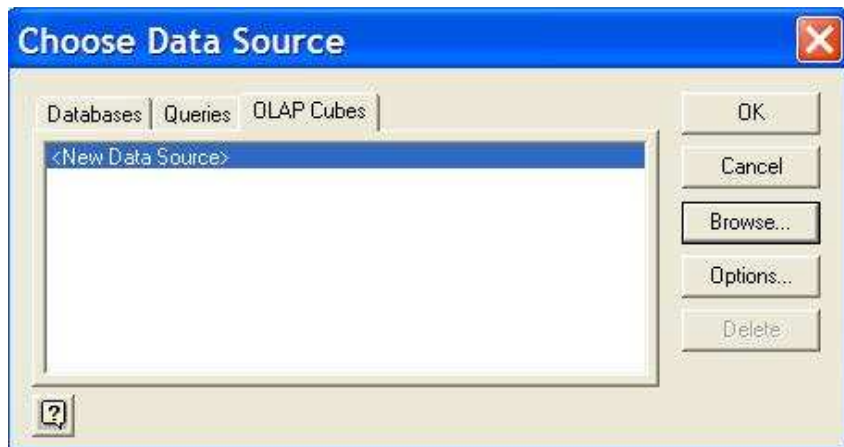 Choose Data Source
Databases Queries OLAP Cubes
<New Data Source>
OK
Cancel
Browse...
Options...
Delete
?